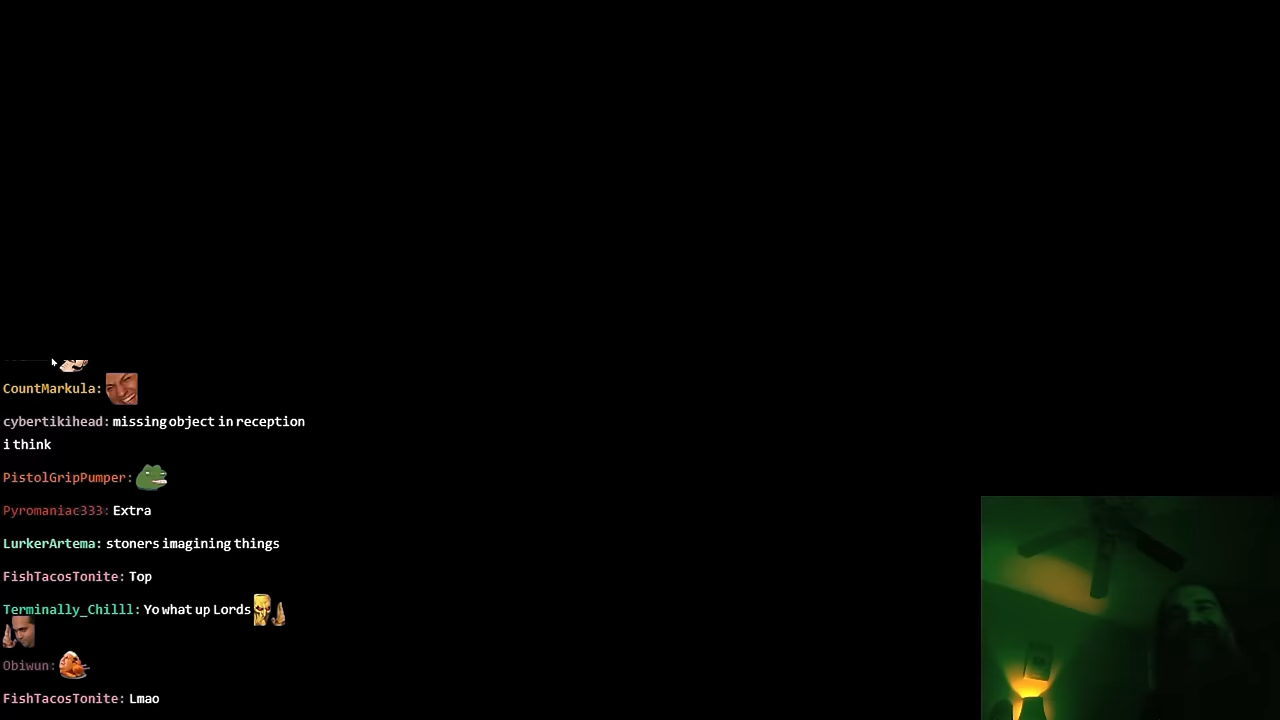 CountMarkula:
cybertikihead: missing object in reception
i think
PistolGripPumper:
Pyromaniac333: Extra
LurkerArtema: stoners imagining things
FishTacosTonite: Top
Terminally_Chilll: Yo what up Lords
Obiwun:
FishTacosTonite: Lmao